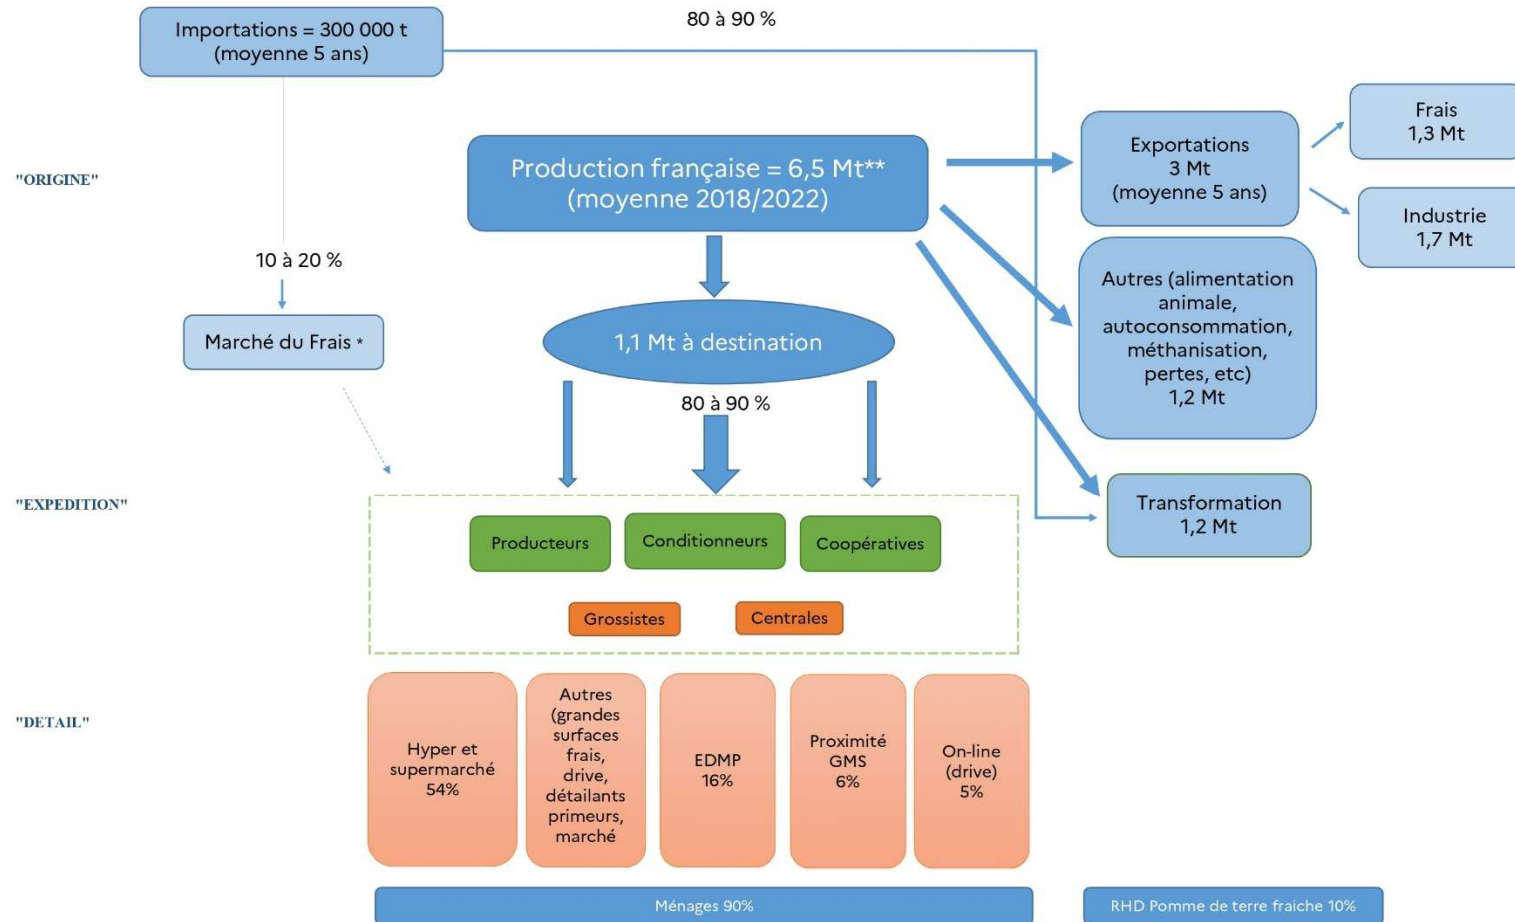 Importations = 300 000 t
(moyenne 5 ans)
80 à 90 %
"ORIGINE"
Production française = 6,5 Mt**
(moyenne 2018/2022)
Exportations
3 Mt
(moyenne 5 ans)
Frais
1,3 Mt
Industrie
1,7 Mt
10 à 20 %
Marché du Frais *
1,1 Mt à destination
Autres (alimentation
animale,
autoconsommation,
méthanisation,
pertes, etc)
1,2 Mt
80 à 90 %
"EXPEDITION"
Producteurs
Conditionneurs
Coopératives
Transformation
1,2 Mt
Grossistes
Centrales
"DETAIL"
Hyper et
supermarché
54%
Autres
(grandes
surfaces
frais,
drive,
détailants
primeurs,
marché
EDMP
16%
Proximité
GMS
6%
On-line
(drive)
5%
Ménages 90%
RHD Pomme de terre fraiche 10%